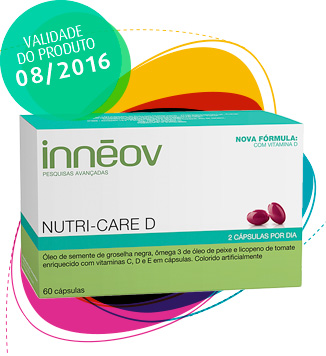 VALIDADE
DO PRODUTO
08/2016
innēov
PESQUISAS AVANÇADAS
NOVA FÓRMULA:
COM VITAMINA D
NUTRI-CARE D
2 CÁPSULAS POR DIA
Óleo de semente de groselha negra, ômega 3 de óleo de peixe e licopeno de tomate
enriquecido com vitaminas C, D e E em cápsulas. Colorido artificialmente
60 cápsulas